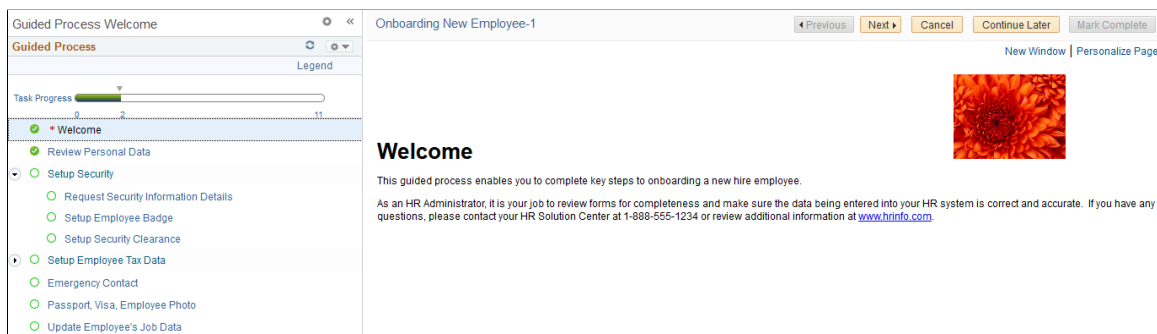 Guided Process Welcome
Guided Process
Legend
Task Progress
0 2 11
* Welcome
Review Personal Data
Setup Security
Request Security Information Details
Setup Employee Badge
Setup Security Clearance
Setup Employee Tax Data
Emergency Contact
Passport, Visa, Employee Photo
Update Employee's Job Data
Onboarding New Employee-1
Previous Next Cancel Continue Later Mark Complete
New Window | Personalize Page
Welcome
This guided process enables you to complete key steps to onboarding a new hire employee.
As an HR Administrator, it is your job to review forms for completeness and make sure the data being entered into your HR system is correct and accurate. If you have any
questions, please contact your HR Solution Center at 1-888-555-1234 or review additional information at www.hrinfo.com.